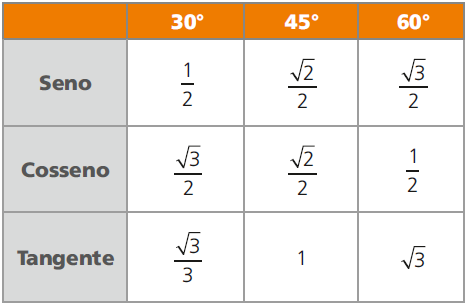 30° 45° 60°
Seno 1/2 √2/2 √3/2
Cosseno √3/2 √2/2 1/2
Tangente √3/3 1 √3